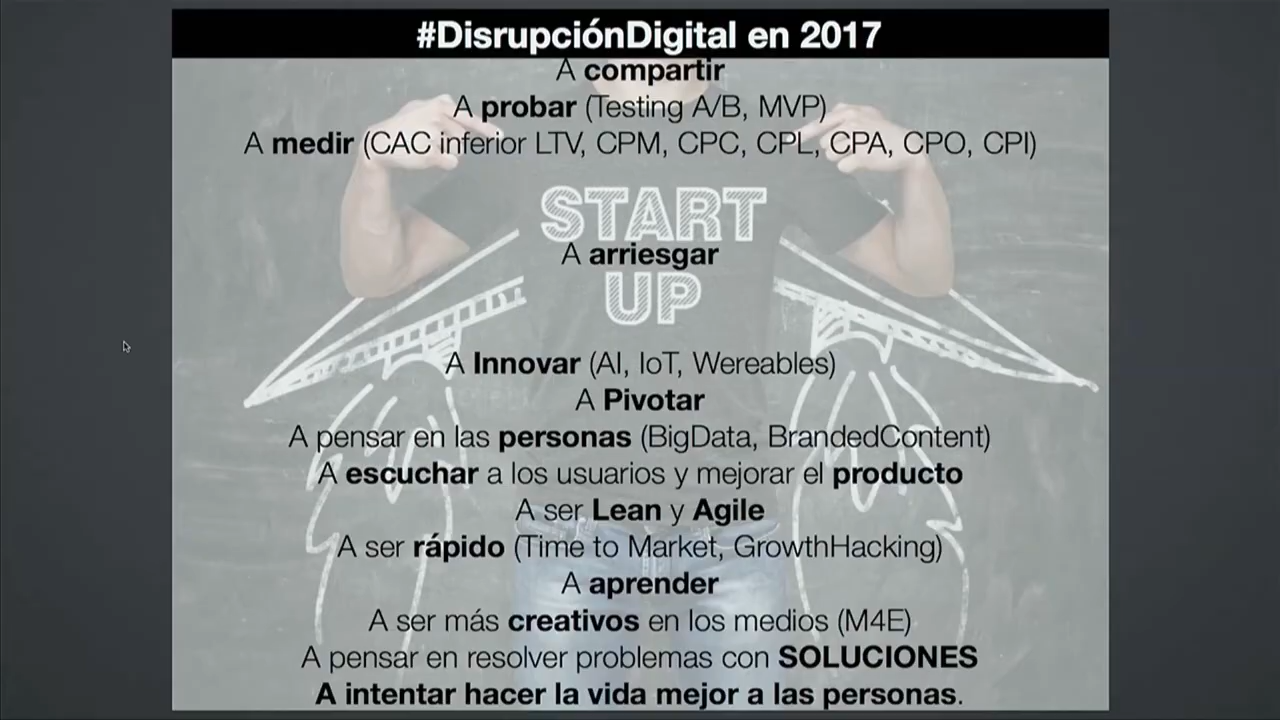 #DisrupciónDigital en 2017
A compartir
A probar (Testing A/B, MVP)
A medir (CAC inferior LTV, CPM, CPC, CPL, CPA, CPO, CPI)
START
A arriesgar
UP
A Innovar (AI, IoT, Wereables)
A Pivotar
A pensar en las personas (BigData, BrandedContent)
A escuchar a los usuarios y mejorar el producto
A ser Lean y Agile
A ser rápido (Time to Market, GrowthHacking)
A aprender
A ser más creativos en los medios (M4E)
A pensar en resolver problemas con SOLUCIONES
A intentar hacer la vida mejor a las personas.